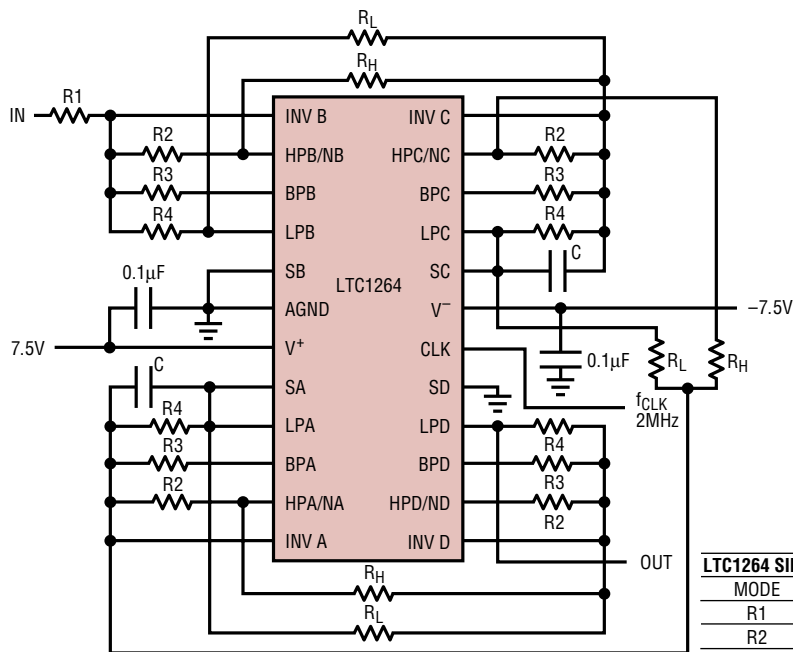 RL
RH
IN
R1
R2
R3
R4
INV B
HPB/NB
BPB
LPB
SB
AGND
V+
SA
LPA
BPA
HPA/NA
INV A
LTC1264
INV C
HPC/NC
BPC
LPC
SC
V–
CLK
SD
LPD
BPD
HPD/ND
INV D
R2
R3
R4
C
0.1µF
7.5V
–7.5V
0.1µF
RL
RH
fCLK
2MHz
C
R4
R3
R2
R4
R3
R2
OUT
RH
RL
MODE
R1
R2